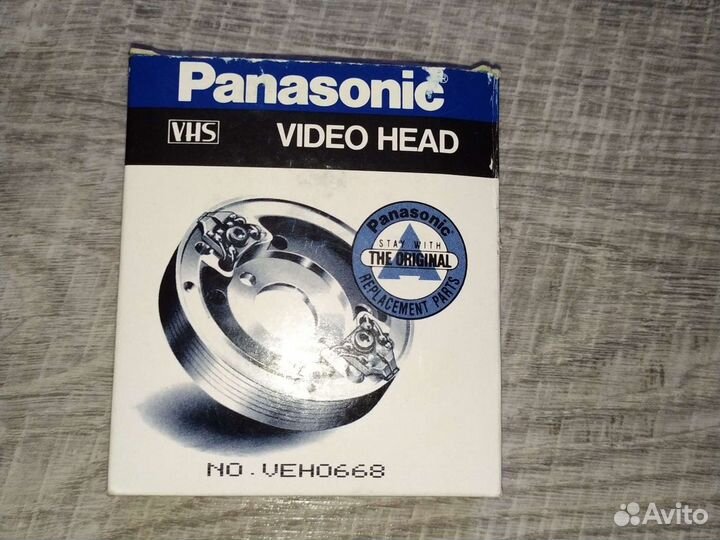 Panasonic®
VHS VIDEO HEAD
Panasonic®
STAY WITH
THE ORIGINAL
REPLACEMENT PARTS
NO. VEH0668
Avito